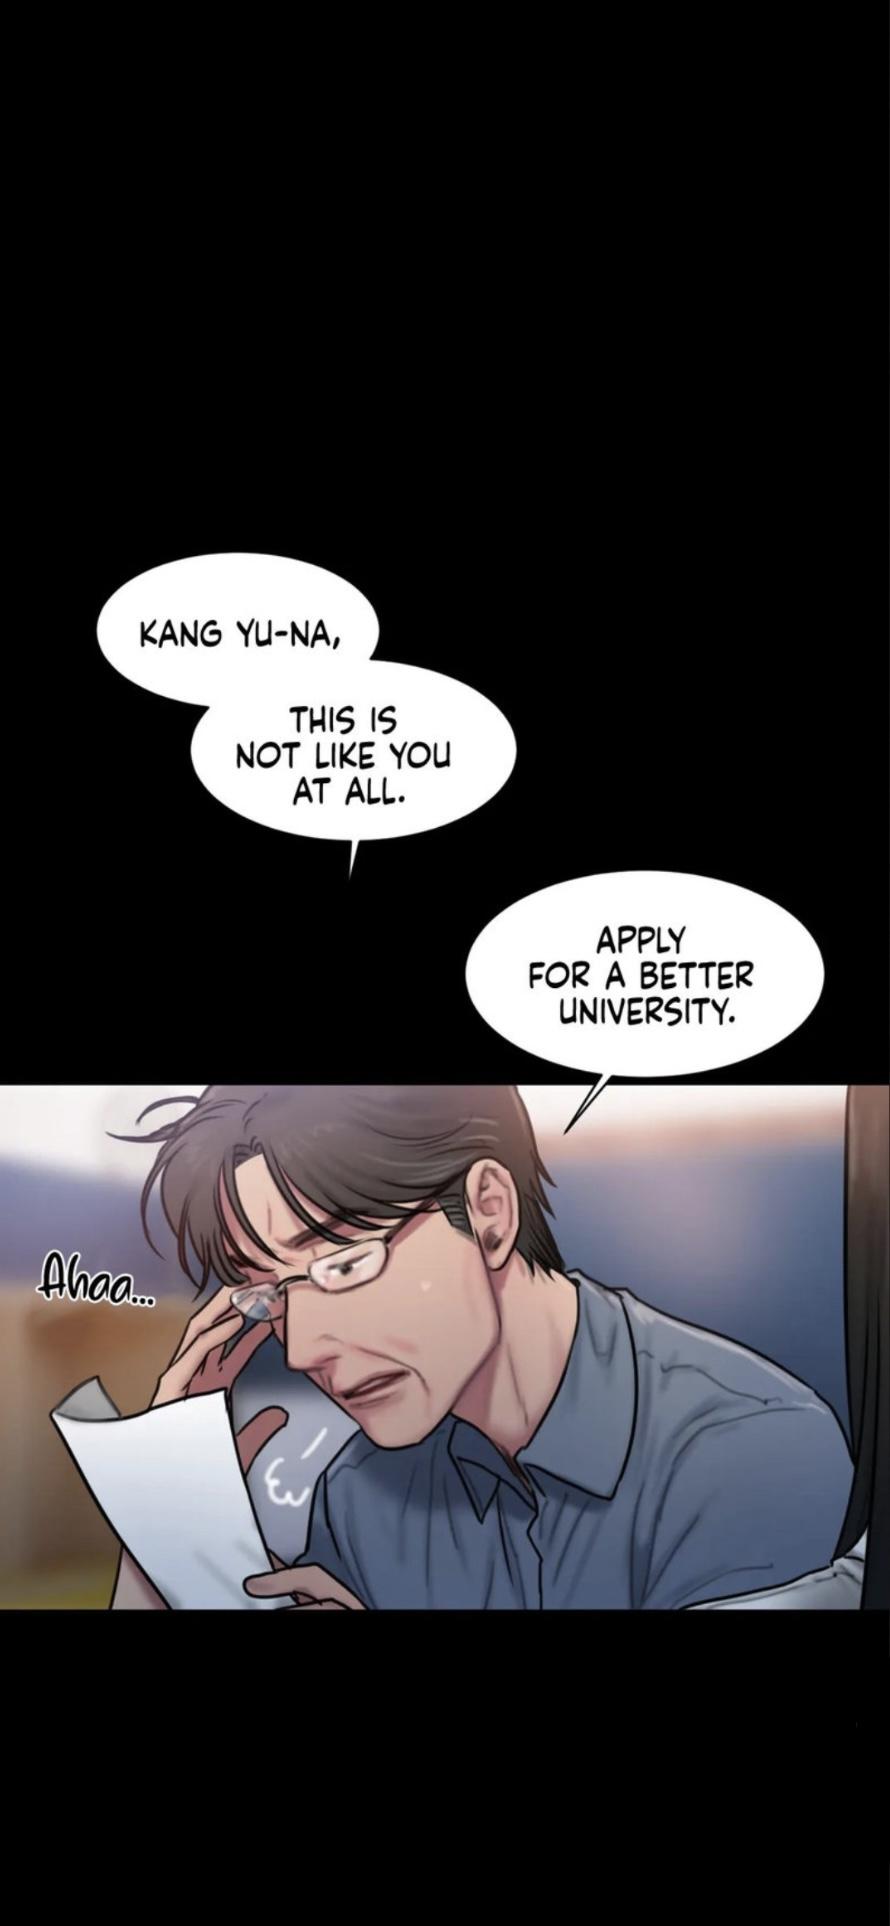 KANG YU-NA,
THIS IS
NOT LIKE YOU
AT ALL.
APPLY
FOR A BETTER
UNIVERSITY.
Ahaa...